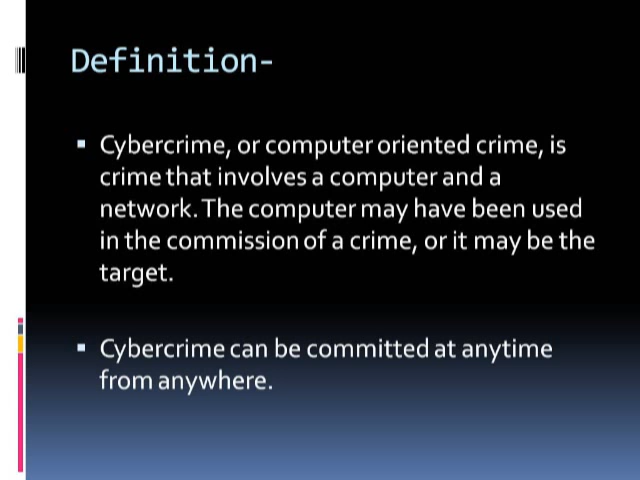 Definition-
▪ Cybercrime, or computer oriented crime, is
crime that involves a computer and a
network. The computer may have been used
in the commission of a crime, or it may be the
target.
▪ Cybercrime can be committed at anytime
from anywhere.